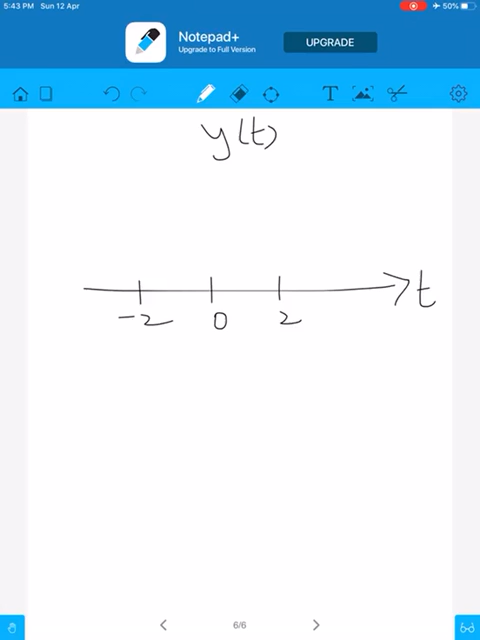 5:43 PM Sun 12 Apr 50%
Notepad+
Upgrade to Full Version
UPGRADE
T
y(t)
t
-2 0 2
6/6